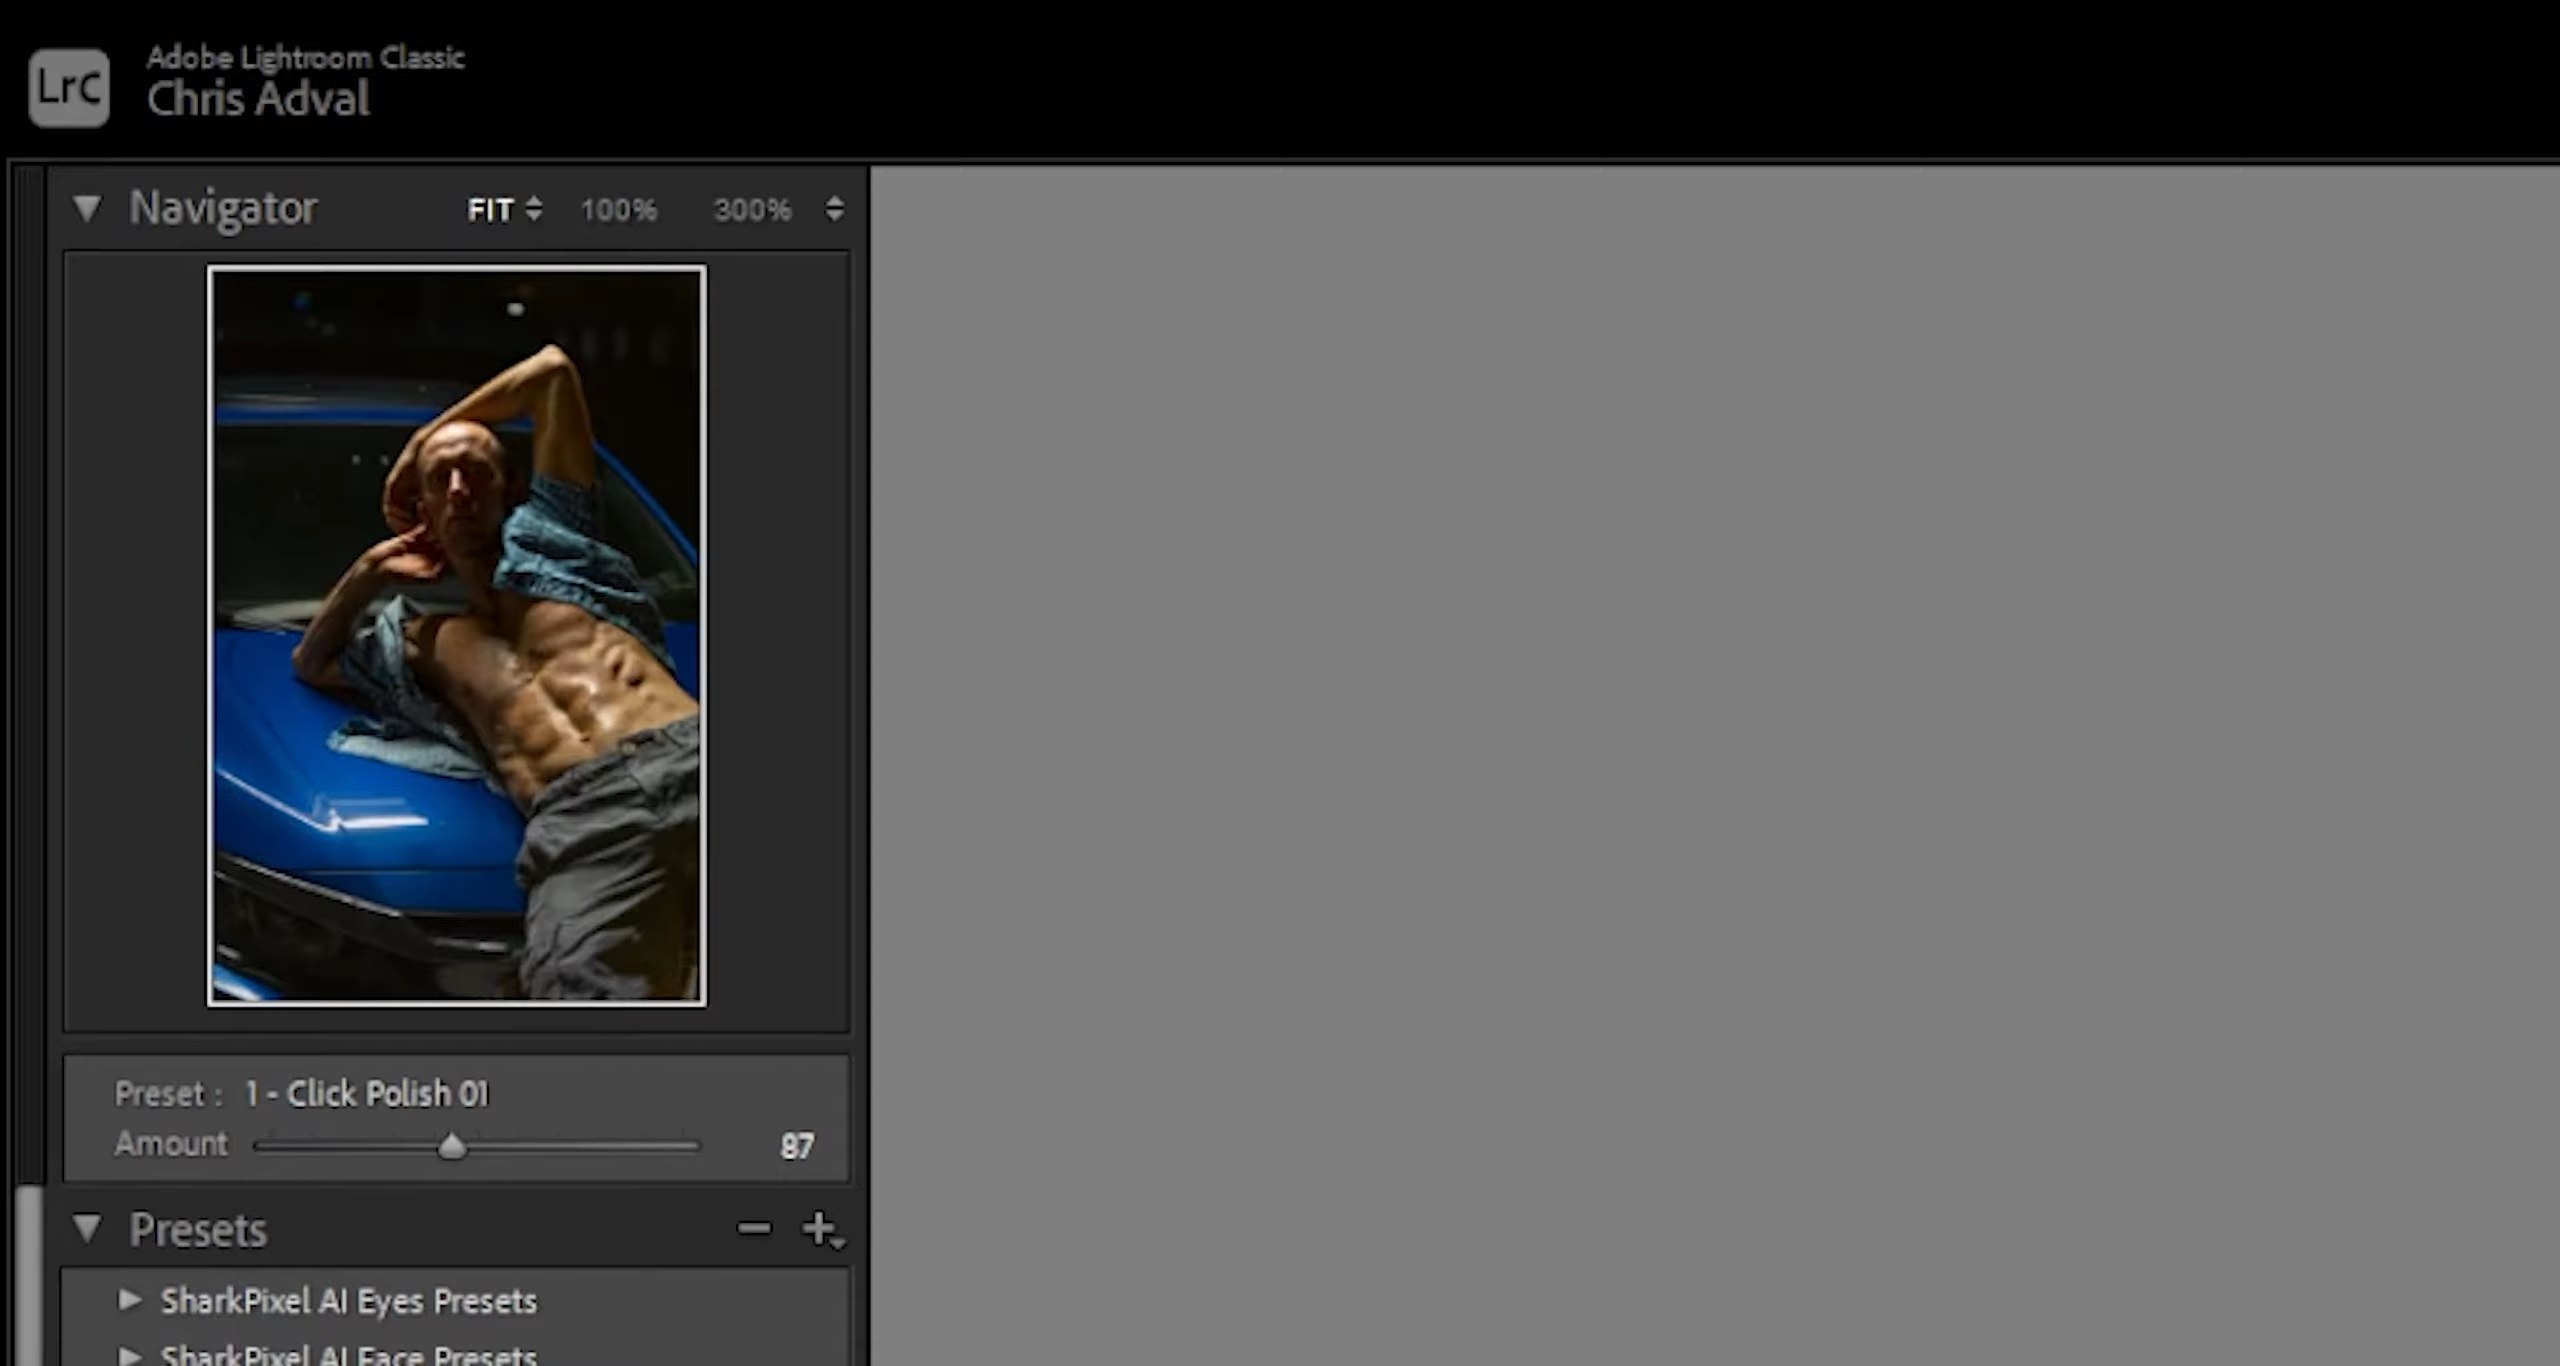 LrC
Adobe Lightroom Classic
Chris Adval
Navigator FIT 100% 300%
Preset : 1 - Click Polish 01
Amount 87
Presets
SharkPixel AI Eyes Presets
SharkPixel AI Face Presets